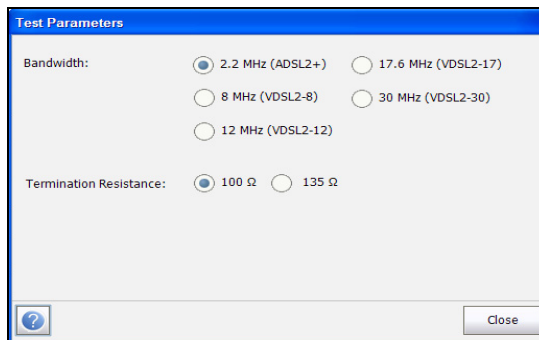 Test Parameters
Bandwidth: 2.2 MHz (ADSL2+) 17.6 MHz (VDSL2-17)
8 MHz (VDSL2-8) 30 MHz (VDSL2-30)
12 MHz (VDSL2-12)
Termination Resistance: 100 Ω 135 Ω
? Close